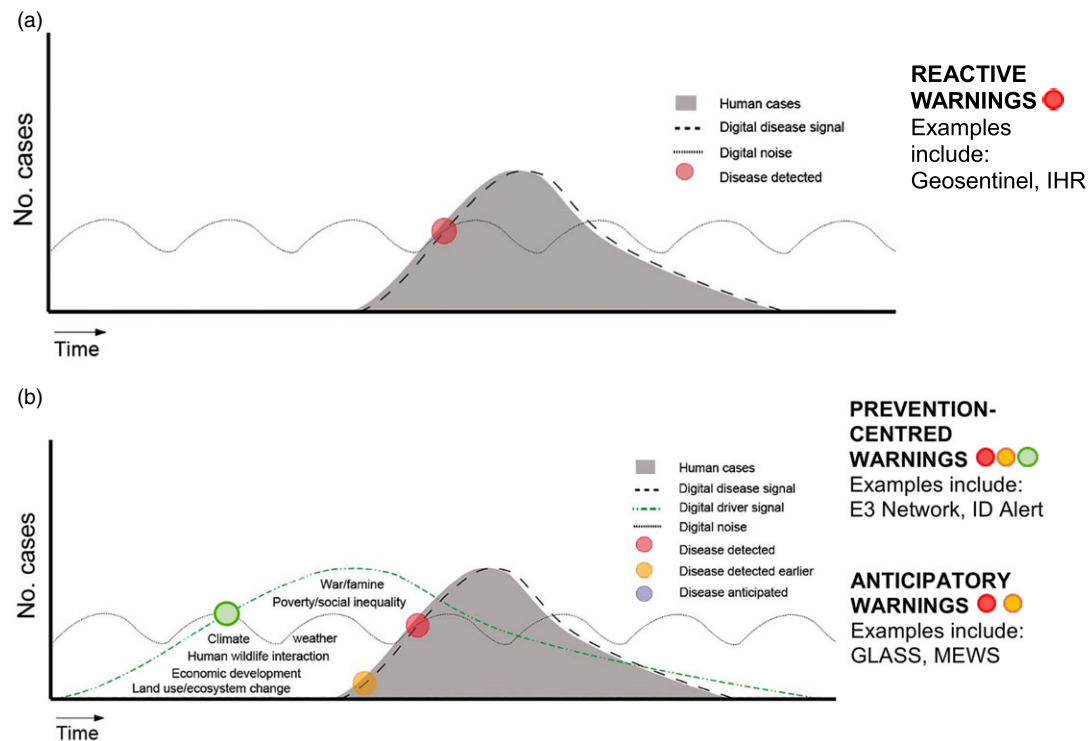 (a)
No. cases
Time
Human cases
Digital disease signal
Digital noise
Disease detected
REACTIVE
WARNINGS
Examples
include:
Geosentinel, IHR
(b)
No. cases
Time
War/famine
Poverty/social inequality
Climate
weather
Human wildlife interaction
Economic development
Land use/ecosystem change
Human cases
Digital disease signal
Digital driver signal
Digital noise
Disease detected
Disease detected earlier
Disease anticipated
PREVENTION-
CENTRED
WARNINGS
Examples include:
E3 Network, ID Alert
ANTICIPATORY
WARNINGS
Examples include:
GLASS, MEWS